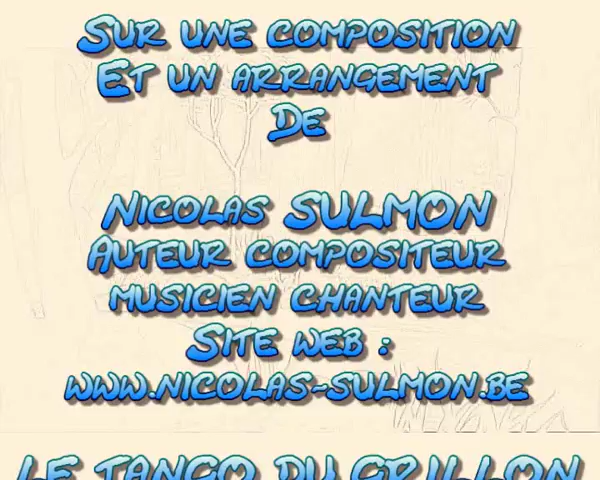 Sur une composition
Et un arrangement
De
Nicolas SULMON
Auteur compositeur
musicien chanteur
Site web :
www.nicolas-sulmon.be
LE TANGO DU GRILLON